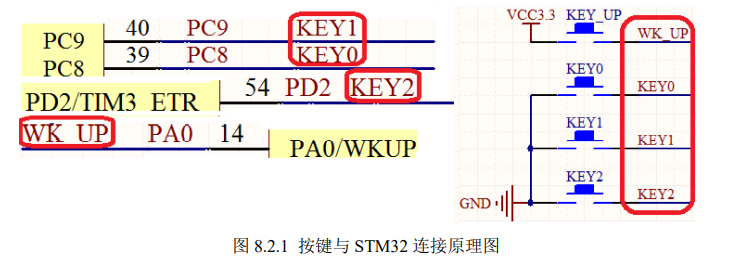 PC9 40 PC9 KEY1
PC8 39 PC8 KEY0
PD2/TIM3_ETR 54 PD2 KEY2
WK_UP PA0 14 PA0/WKUP
VCC3.3 KEY_UP WK_UP
KEY0 KEY0
KEY1 KEY1
KEY2 KEY2
GND
图 8.2.1 按键与 STM32 连接原理图